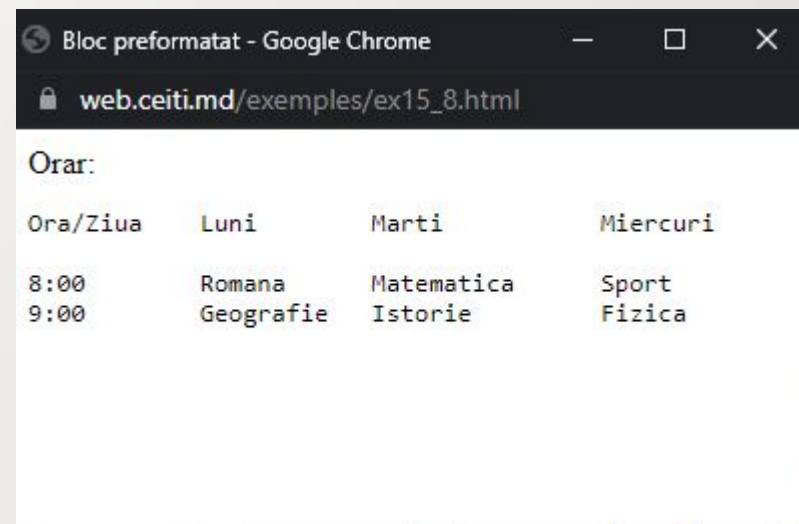 Bloc preformatat - Google Chrome
web.ceiti.md/exemples/ex15_8.html
Orar:
Ora/Ziua Luni Marti Miercuri
8:00 Romana Matematica Sport
9:00 Geografie Istorie Fizica